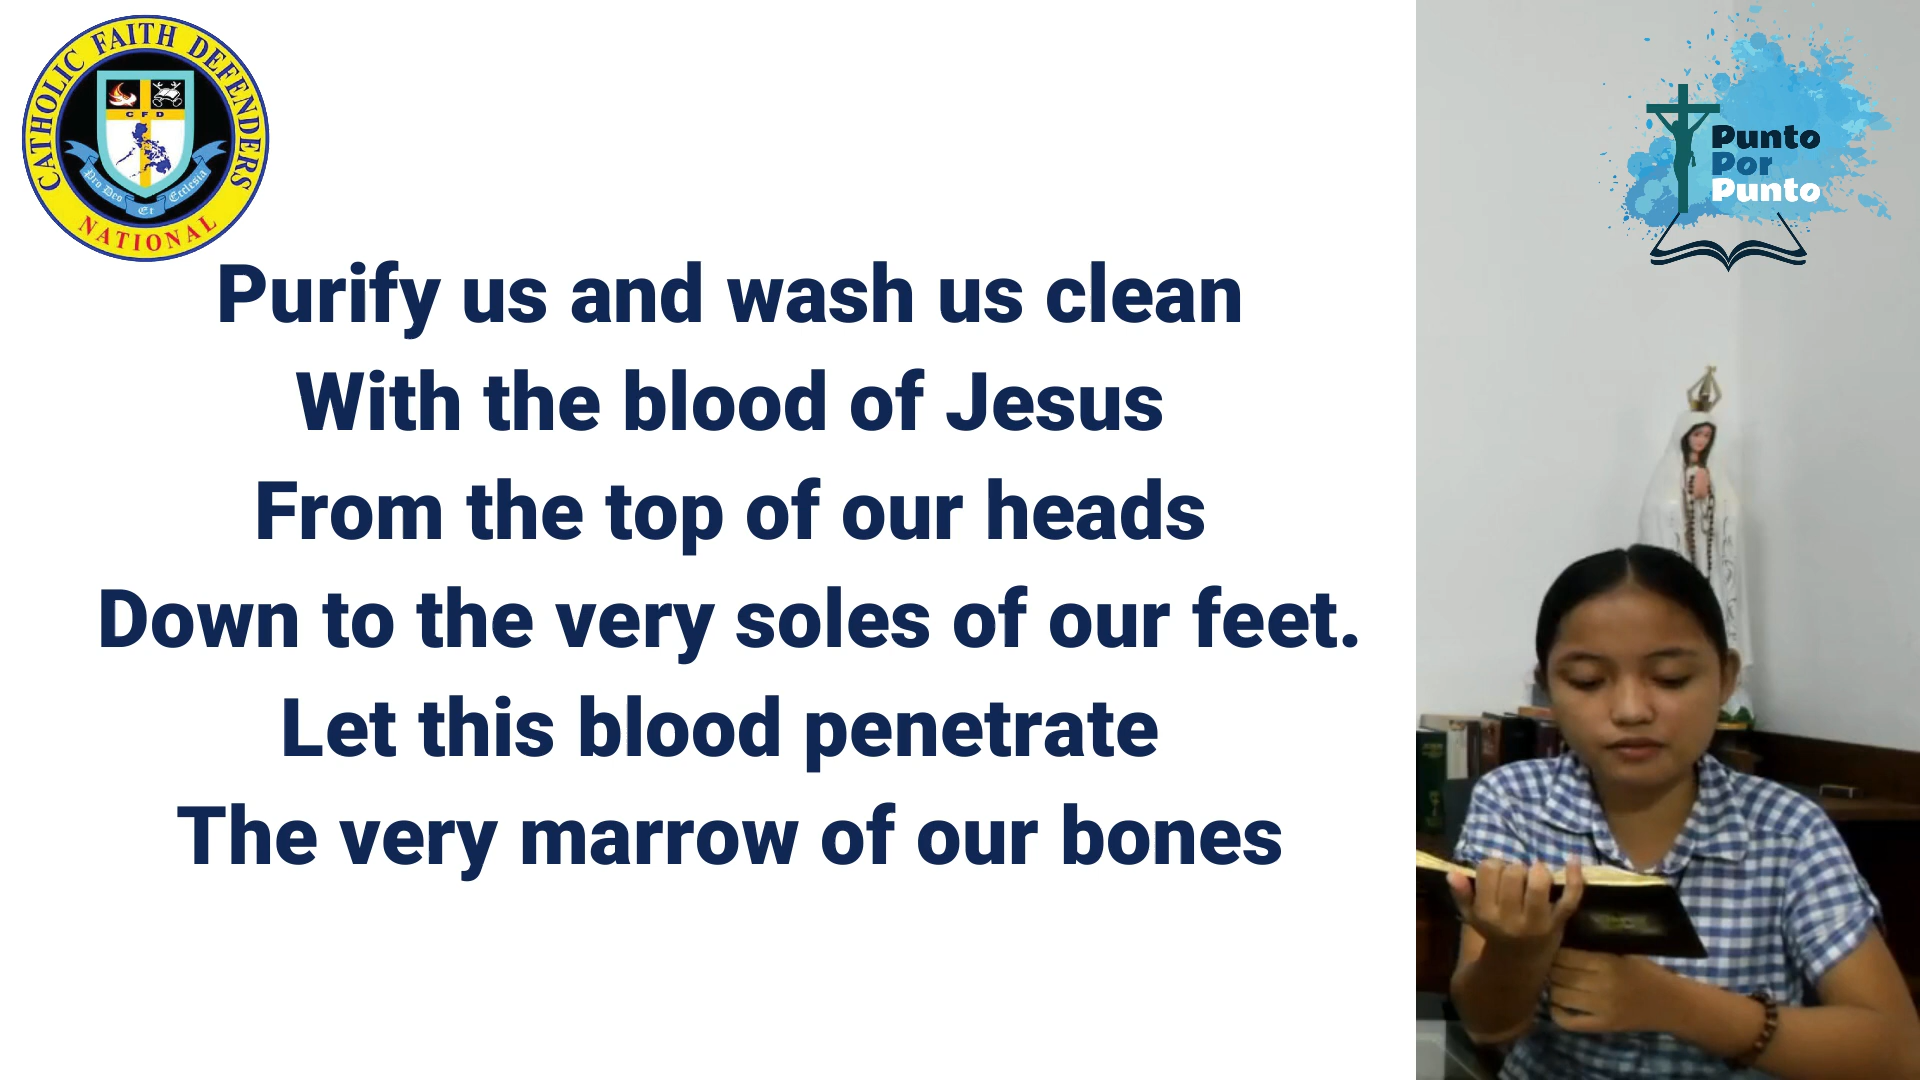 CATHOLIC FAITH DEFENDERS
CFD
Pro Deo Et Ecclesia
NATIONAL
Punto
Por
Punto
Purify us and wash us clean
With the blood of Jesus
From the top of our heads
Down to the very soles of our feet.
Let this blood penetrate
The very marrow of our bones